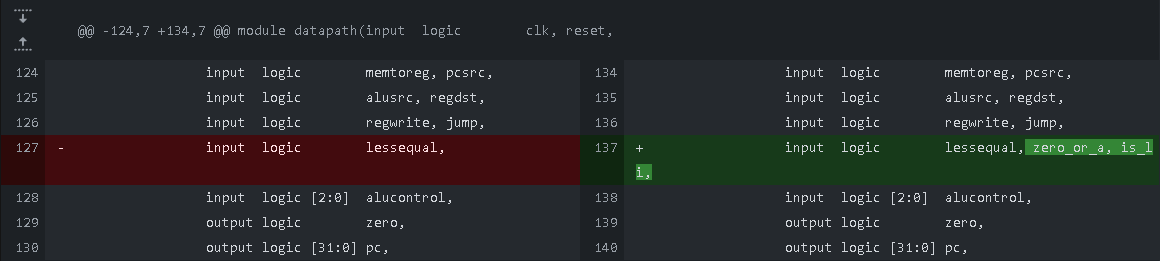 @@ -124,7 +134,7 @@ module datapath(input  logic        clk, reset,
124                   input  logic        memtoreg, pcsrc,
134                   input  logic        memtoreg, pcsrc,
125                   input  logic        alusrc, regdst,
135                   input  logic        alusrc, regdst,
126                   input  logic        regwrite, jump,
136                   input  logic        regwrite, jump,
127 -                 input  logic        lessequal,
137 +                 input  logic        lessequal, zero_or_a, is_l
i,
128                   input  logic [2:0]  alucontrol,
138                   input  logic [2:0]  alucontrol,
129                   output logic        zero,
139                   output logic        zero,
130                   output logic [31:0] pc,
140                   output logic [31:0] pc,